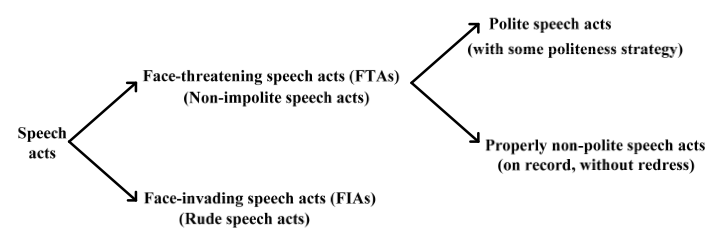 Polite speech acts
(with some politeness strategy)
Face-threatening speech acts (FTAs)
(Non-impolite speech acts)
Speech
acts
Properly non-polite speech acts
(on record, without redress)
Face-invading speech acts (FIAs)
(Rude speech acts)